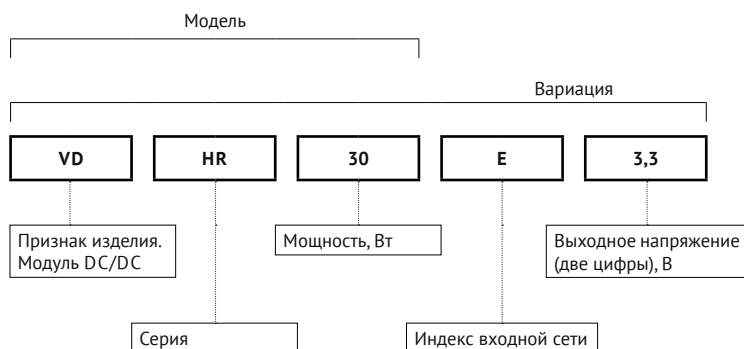 Модель
Вариация
VD HR 30 E 3,3
Признак изделия.
Модуль DC/DC
Мощность, Вт
Выходное напряжение
(две цифры), В
Серия
Индекс входной сети